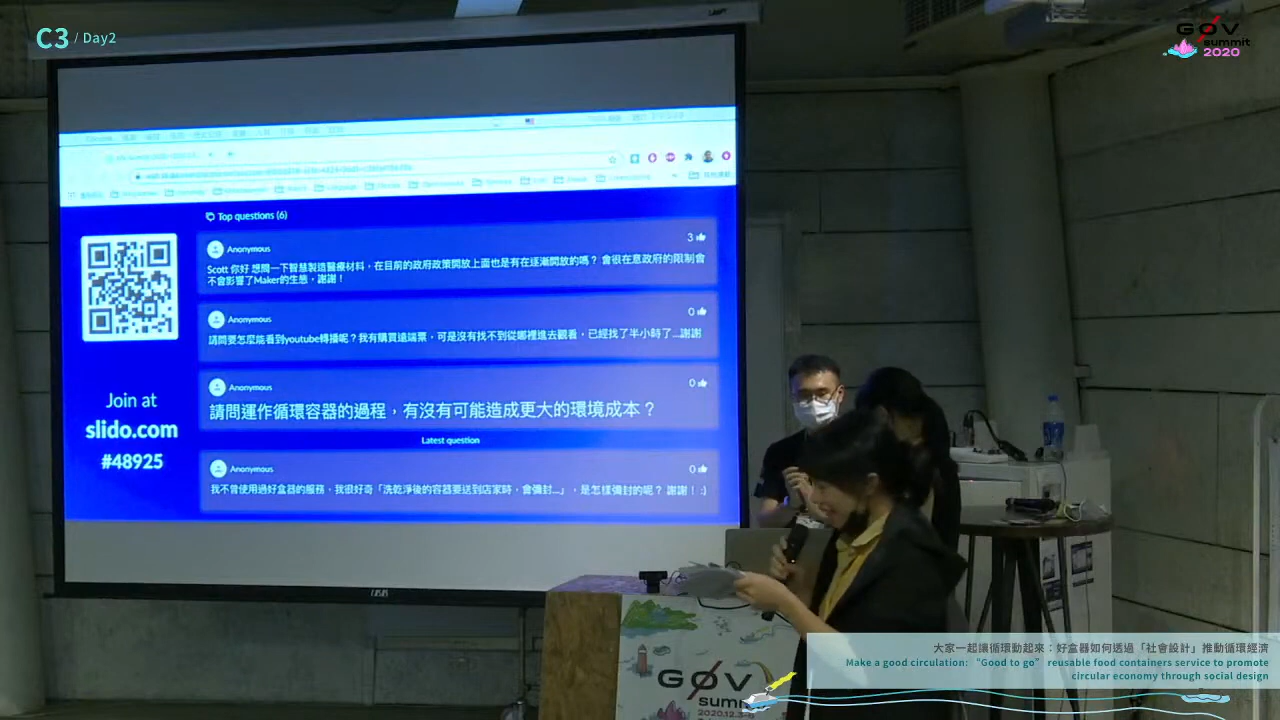 C3 / Day2
GØV
summit
2020
Top questions (6)
Anonymous
3
Scott 你好 想問一下智慧製造醫療材料，在目前的政府政策開放上面也是有在逐漸開放的嗎？ 會很在意政府的限制會
不會影響了Maker的生態，謝謝！
Anonymous
0
請問要怎麼能看到youtube轉播呢？我有購買遠端票，可是沒有找不到從哪裡進去觀看，已經找了半小時了...謝謝
Anonymous
0
請問運作循環容器的過程，有沒有可能造成更大的環境成本？
Latest question
Anonymous
0
我不曾使用過好盒器的服務，我很好奇「洗乾淨後的容器要送到店家時，會彌封...」，是怎樣彌封的呢？ 謝謝！:)
Join at
slido.com
#48925
GØV
summit
2020.12.3-6
大家一起讓循環動起來：好盒器如何透過「社會設計」推動循環經濟
Make a good circulation: “Good to go” reusable food containers service to promote
circular economy through social design